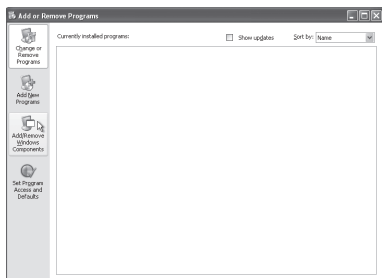 Add or Remove Programs
Currently installed programs:
Show updates
Sort by:
Name
Change or
Remove
Programs
Add New
Programs
Add/Remove
Windows
Components
Set Program
Access and
Defaults